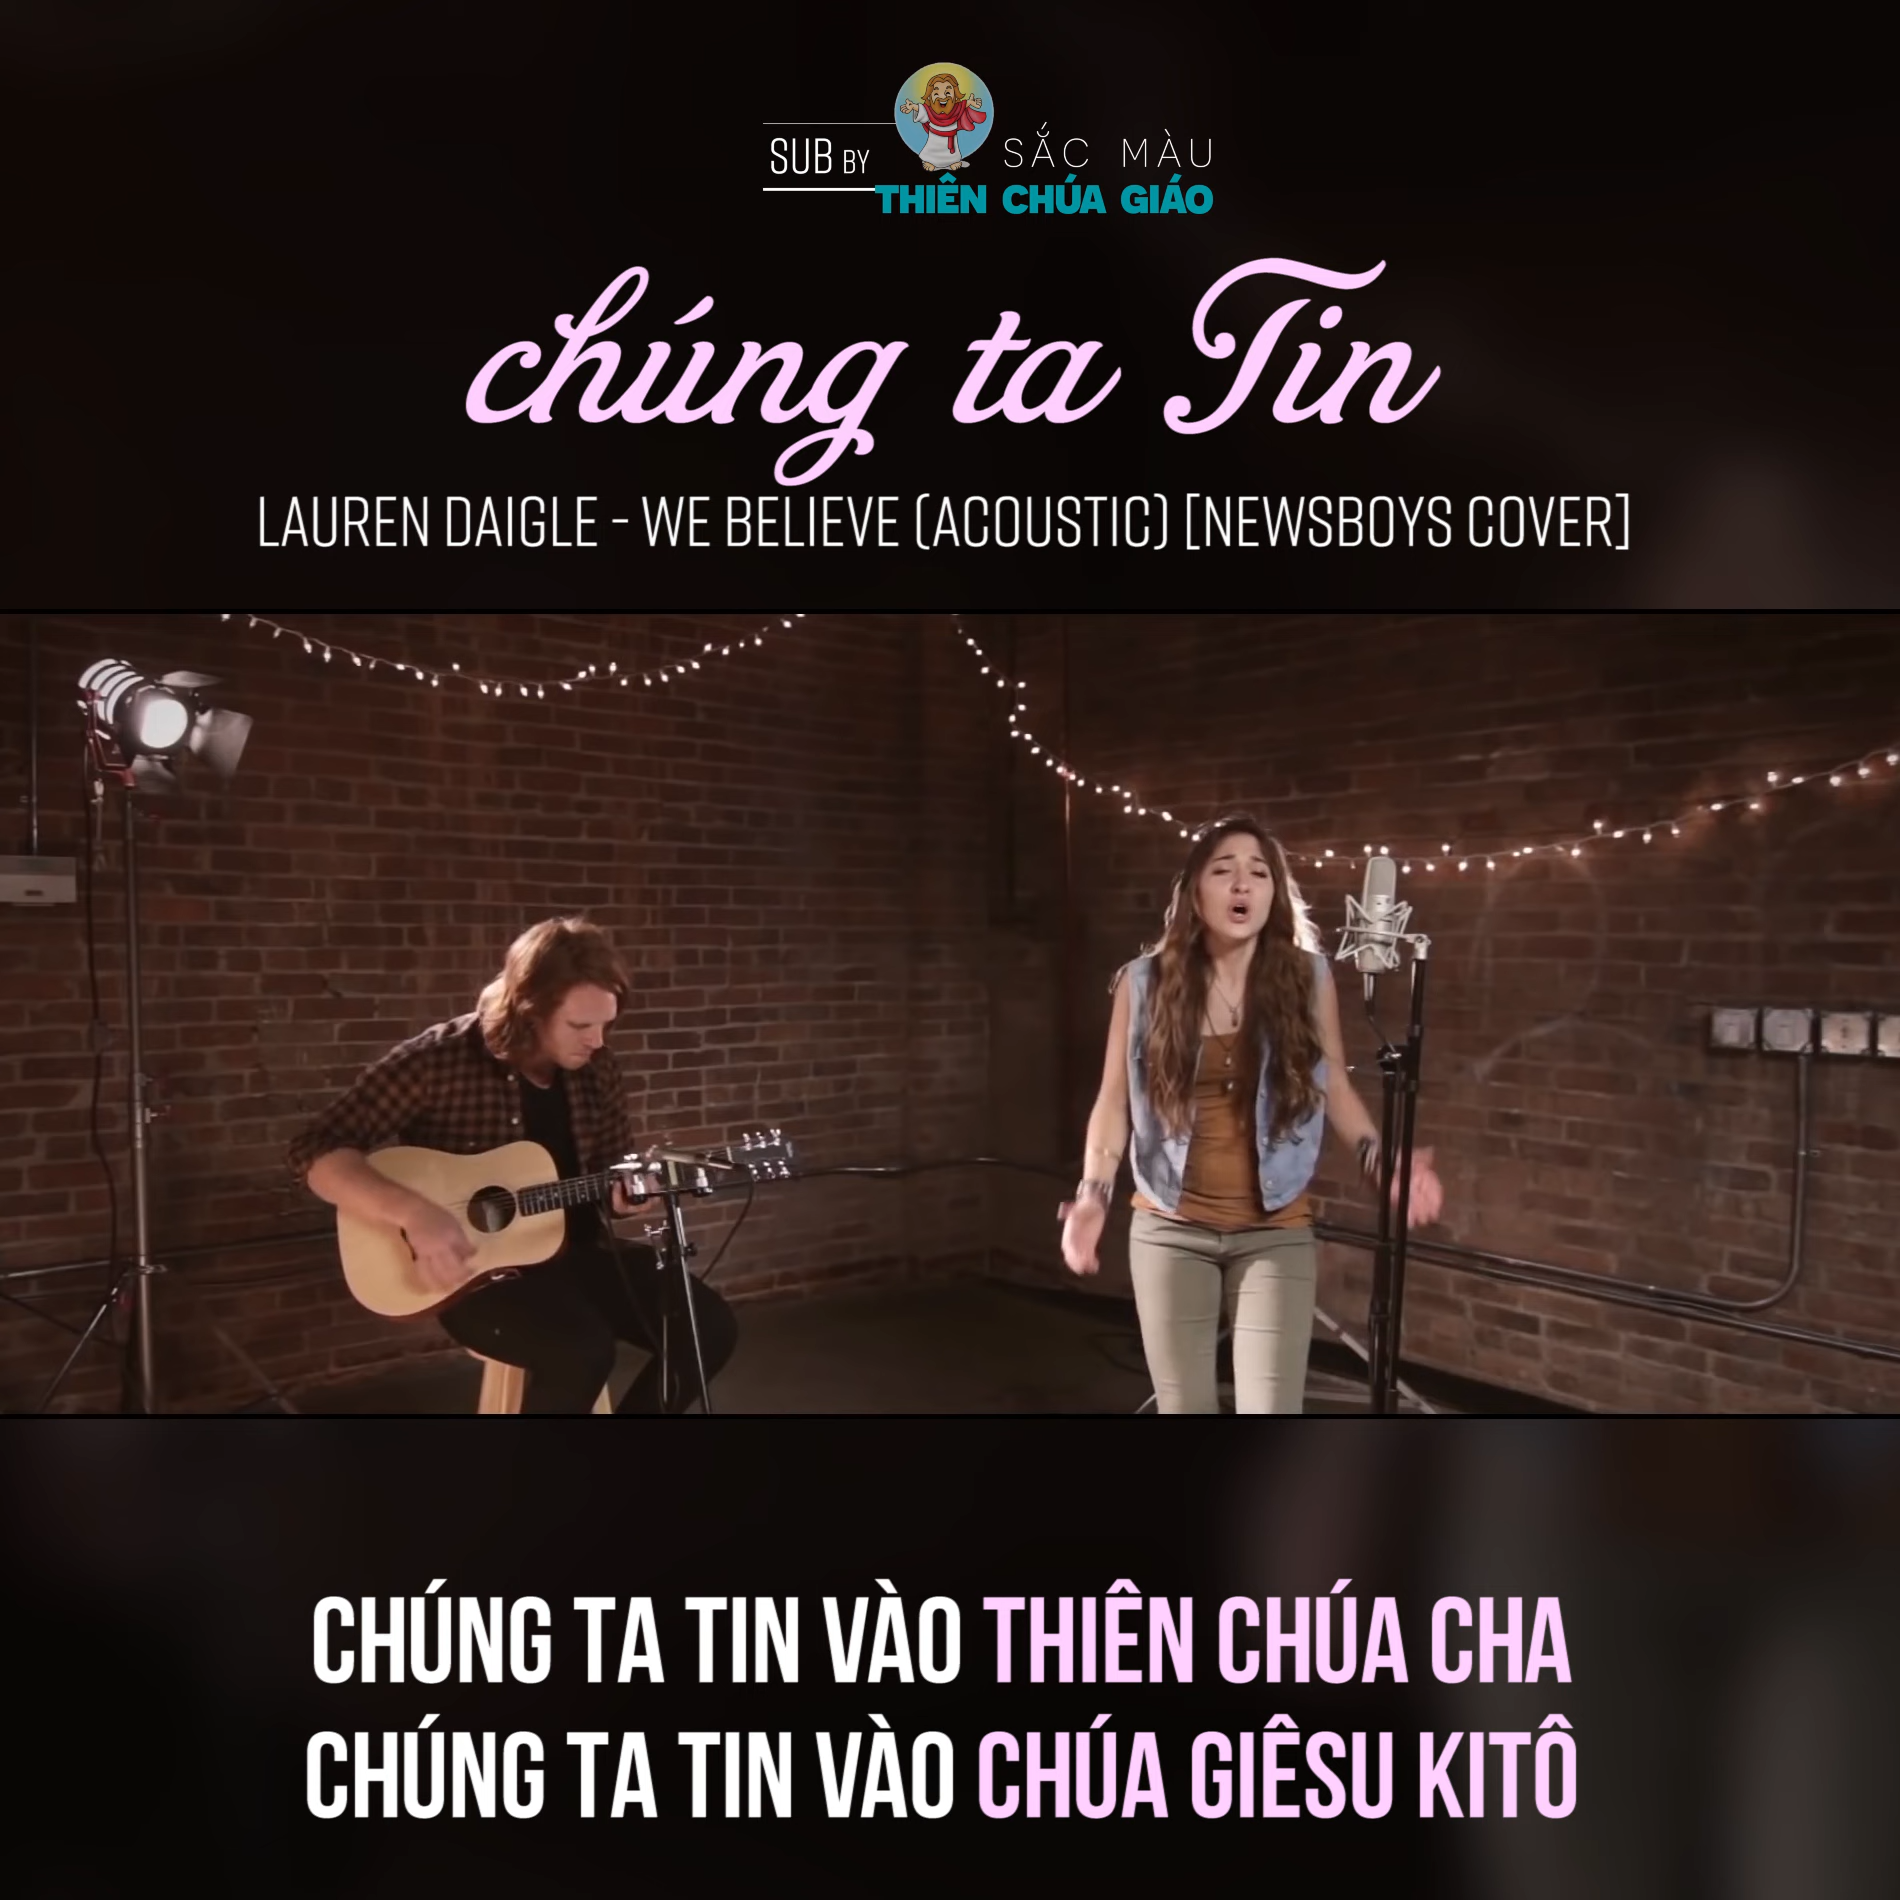 SUB BY SẮC MÀU
THIÊN CHÚA GIÁO
chúng ta Tin
LAUREN DAIGLE - WE BELIEVE (ACOUSTIC) [NEWSBOYS COVER]
CHÚNG TA TIN VÀO THIÊN CHÚA CHA
CHÚNG TA TIN VÀO CHÚA GIÊSU KITÔ